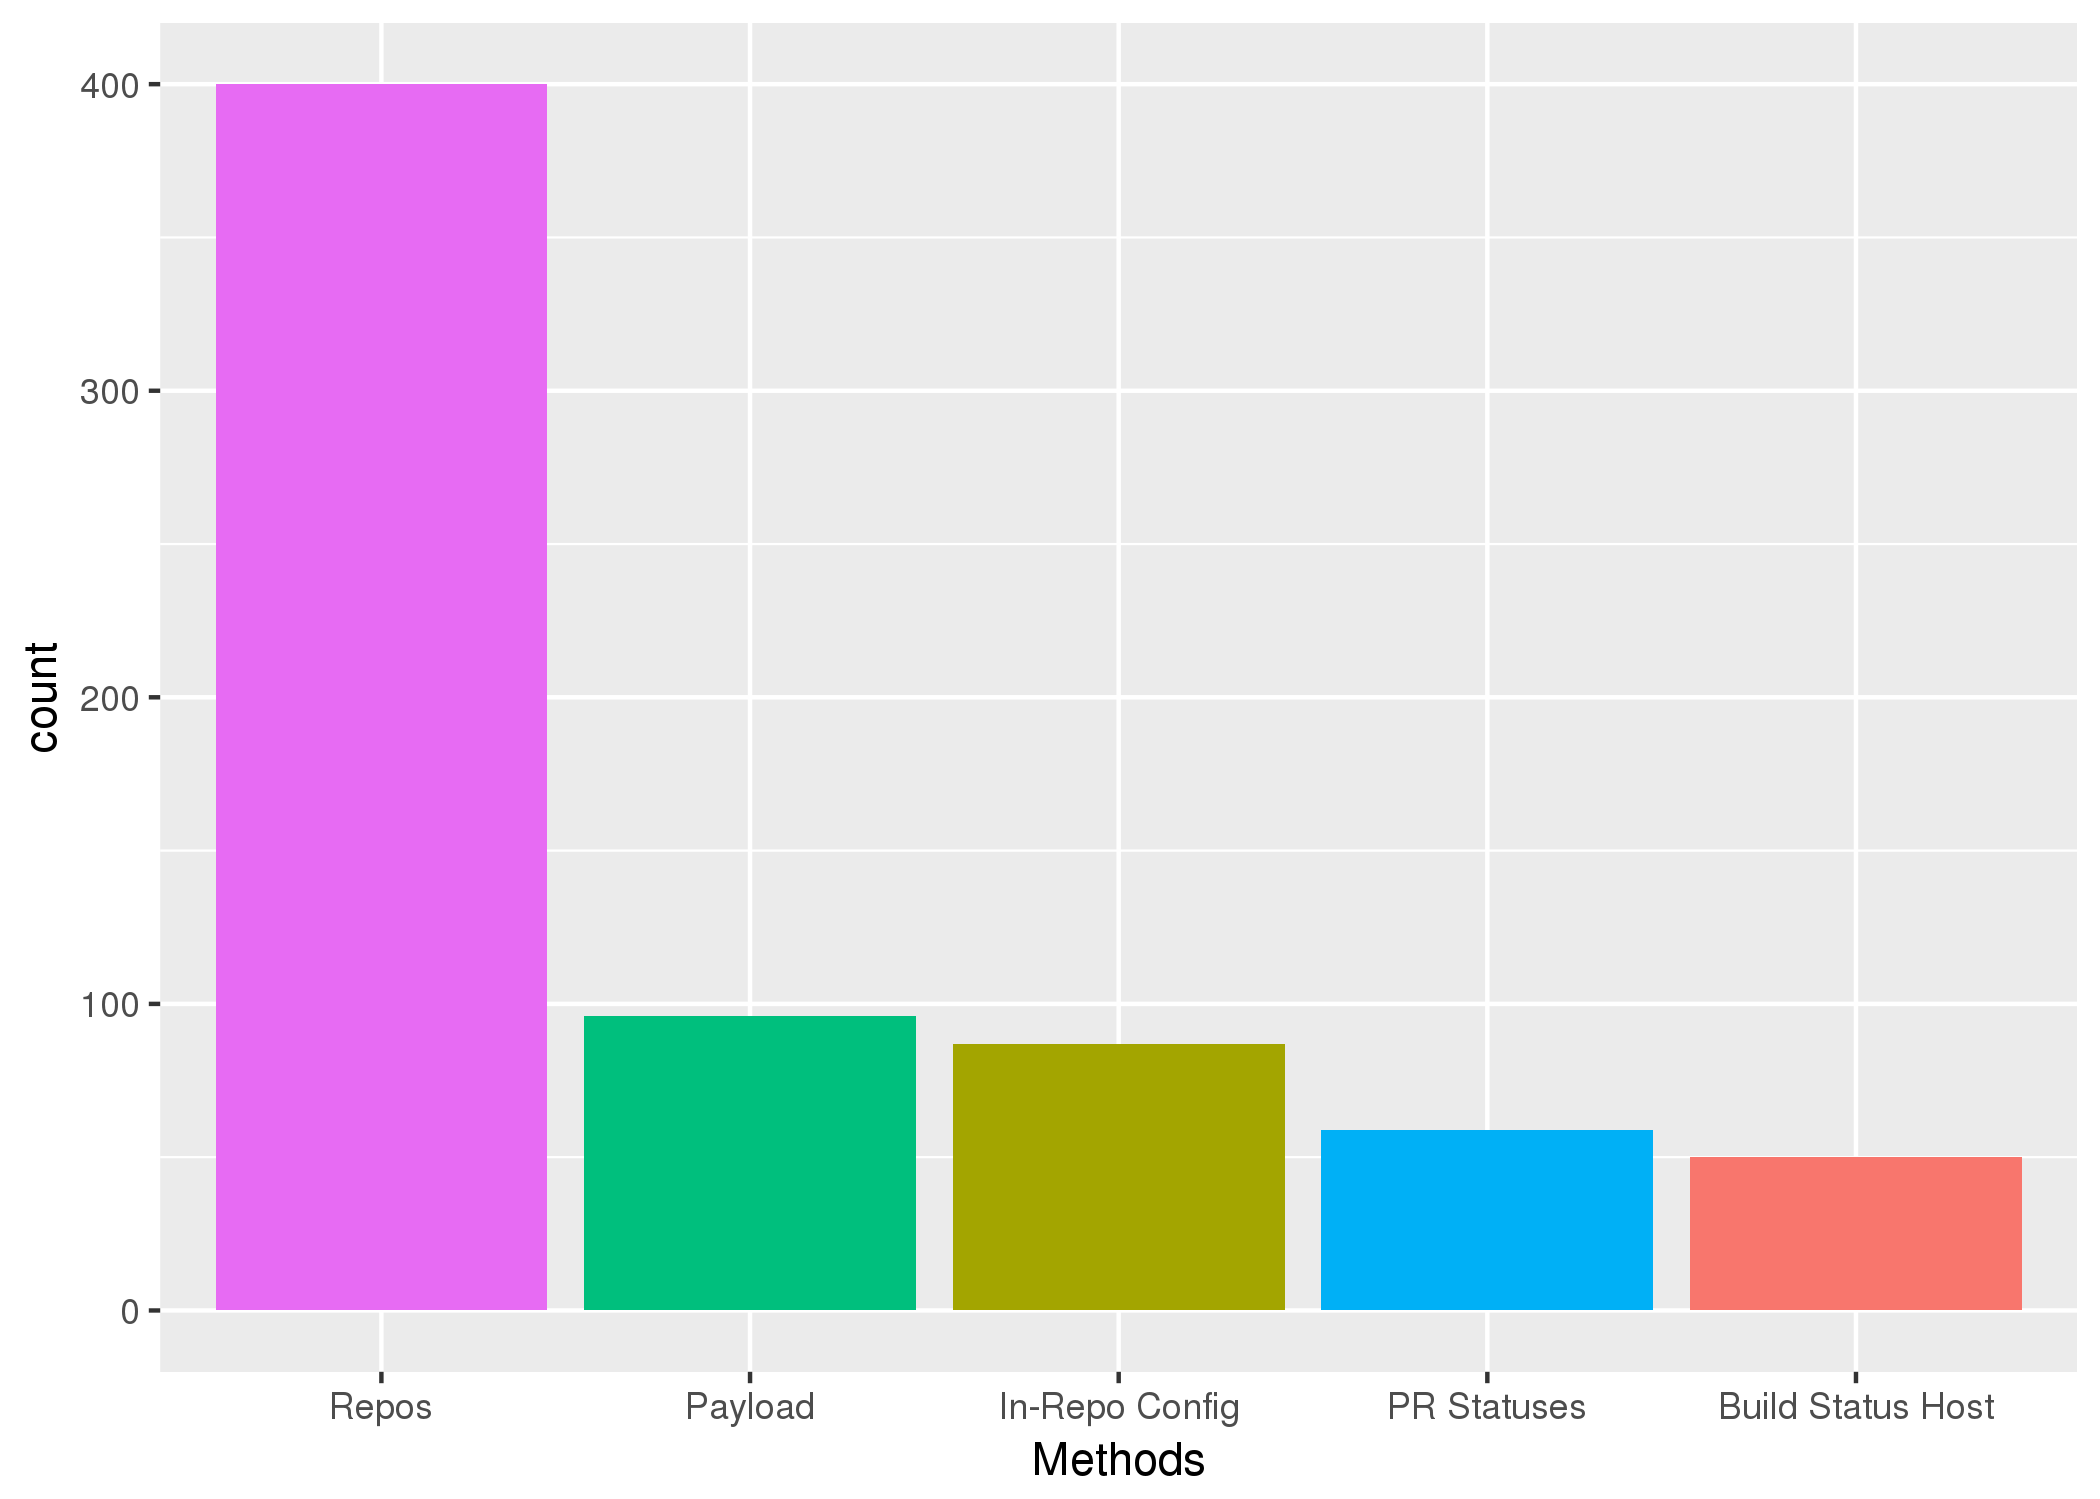 400
300
200
100
0
count
Repos
Payload
In-Repo Config
PR Statuses
Build Status Host
Methods